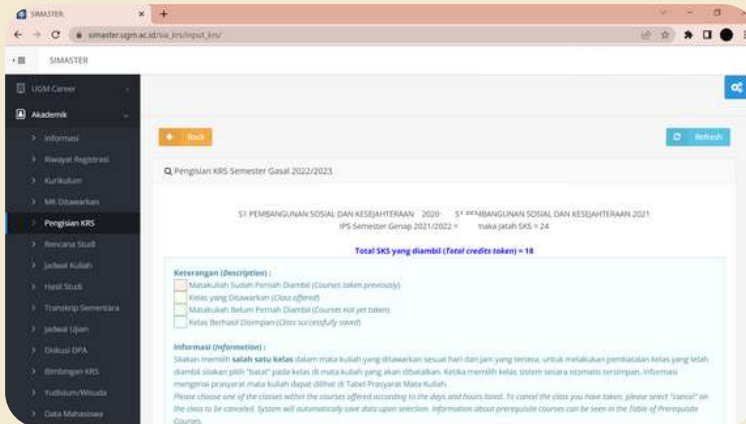 SIMASTER
simaster.ugm.ac.id/sia_krs/input_krs/
SIMASTER
UGM Career
Akademik
Informasi
Riwayat Registrasi
Kurikulum
MK Ditawarkan
Pengisian KRS
Rencana Studi
Jadwal Kuliah
Hasil Studi
Transkrip Sementara
Jadwal Ujian
Diskusi DPA
Bimbingan KRS
Yudisium/Wisuda
Data Mahasiswa
Back
Refresh
Pengisian KRS Semester Gasal 2022/2023
S1 PEMBANGUNAN SOSIAL DAN KESEJAHTERAAN 2020 S1 PEMBANGUNAN SOSIAL DAN KESEJAHTERAAN 2021
IPS Semester Genap 2021/2022 = maka Jatah SKS = 24
Total SKS yang diambil (Total credits taken) = 18
Keterangan (Description) :
Matakuliah Sudah Pernah Diambil (Courses taken previously)
Kelas yang Ditawarkan (Class offered)
Matakuliah Belum Pernah Diambil (Courses not yet taken)
Kelas Berhasil Disimpan (Class successfully saved)
Informasi (Information) :
Silakan memilih salah satu kelas dalam mata kuliah yang ditawarkan sesuai hari dan jam yang tersera, untuk melakukan pembatalan kelas yang telah
diambil silakan pilih "batal" pada kelas di mata kuliah yang akan dibatalkan. Ketika memilih kelas sistem secara otomatis tersimpan. Informasi
mengenai prasyarat mata kuliah dapat dilihat di Tabel Prasyarat Mata Kuliah.
Please choose one of the classes within the courses offered according to the days and hours listed. To cancel the class you have taken, please select "cancel" on
the class to be canceled. System will automatically save data upon selection. Information about prerequisite courses can be seen in the Table of Prerequisite
Courses.